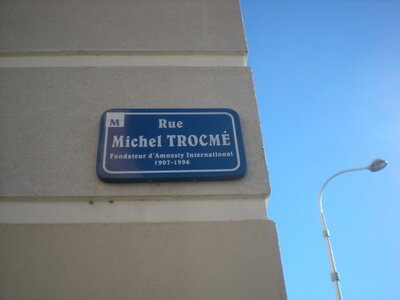 M
Rue
Michel TROCMÉ
Fondateur d'Amnesty International
1907-1996